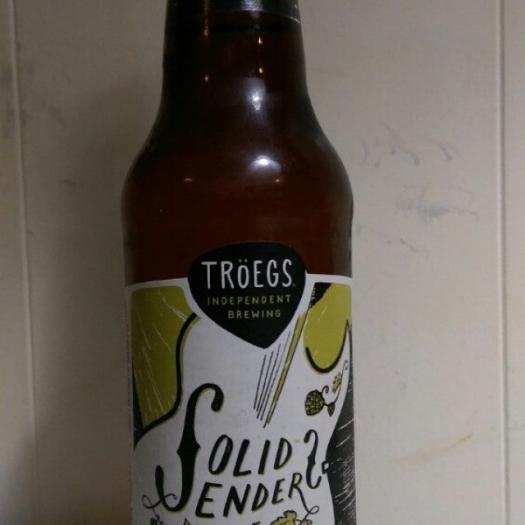 TRÖEGS
INDEPENDENT
BREWING
SOLID
SENDER